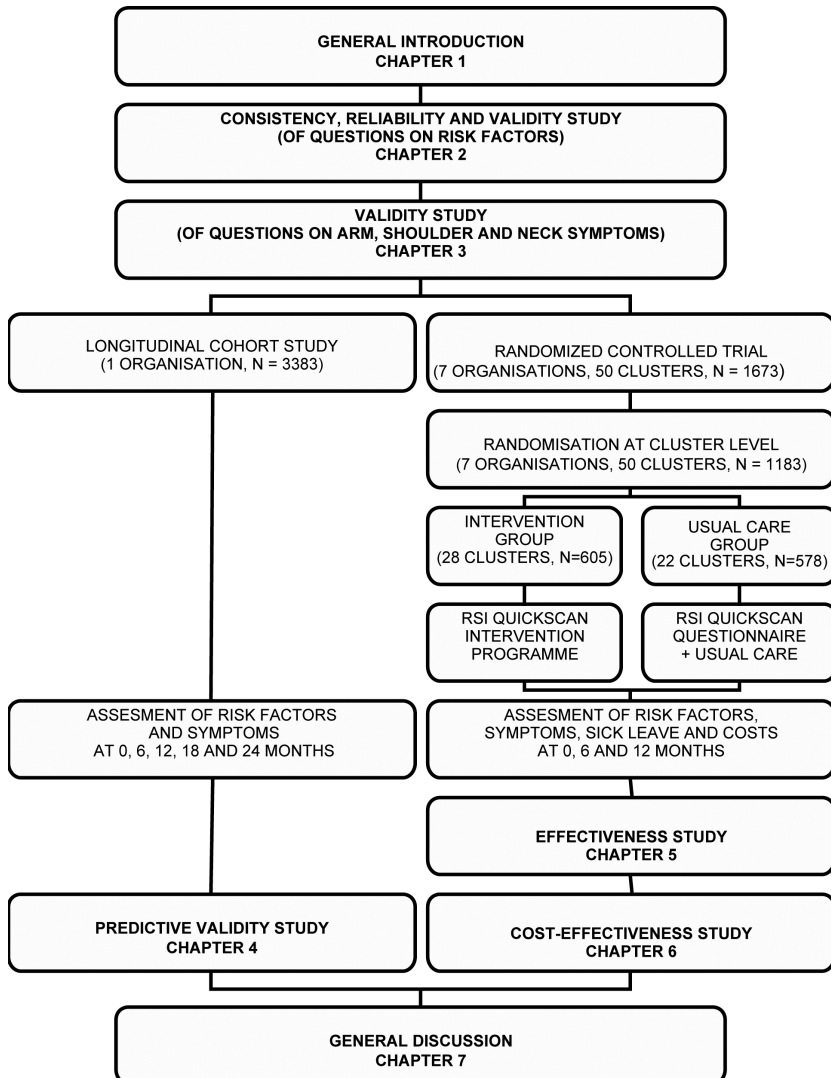 GENERAL INTRODUCTION
CHAPTER 1
CONSISTENCY, RELIABILITY AND VALIDITY STUDY
(OF QUESTIONS ON RISK FACTORS)
CHAPTER 2
VALIDITY STUDY
(OF QUESTIONS ON ARM, SHOULDER AND NECK SYMPTOMS)
CHAPTER 3
LONGITUDINAL COHORT STUDY
(1 ORGANISATION, N = 3383)
RANDOMIZED CONTROLLED TRIAL
(7 ORGANISATIONS, 50 CLUSTERS, N = 1673)
RANDOMISATION AT CLUSTER LEVEL
(7 ORGANISATIONS, 50 CLUSTERS, N = 1183)
INTERVENTION
GROUP
(28 CLUSTERS, N=605)
USUAL CARE
GROUP
(22 CLUSTERS, N=578)
RSI QUICKSCAN
INTERVENTION
PROGRAMME
RSI QUICKSCAN
QUESTIONNAIRE
+ USUAL CARE
ASSESMENT OF RISK FACTORS
AND SYMPTOMS
AT 0, 6, 12, 18 AND 24 MONTHS
ASSESMENT OF RISK FACTORS,
SYMPTOMS, SICK LEAVE AND COSTS
AT 0, 6 AND 12 MONTHS
EFFECTIVENESS STUDY
CHAPTER 5
PREDICTIVE VALIDITY STUDY
CHAPTER 4
COST-EFFECTIVENESS STUDY
CHAPTER 6
GENERAL DISCUSSION
CHAPTER 7